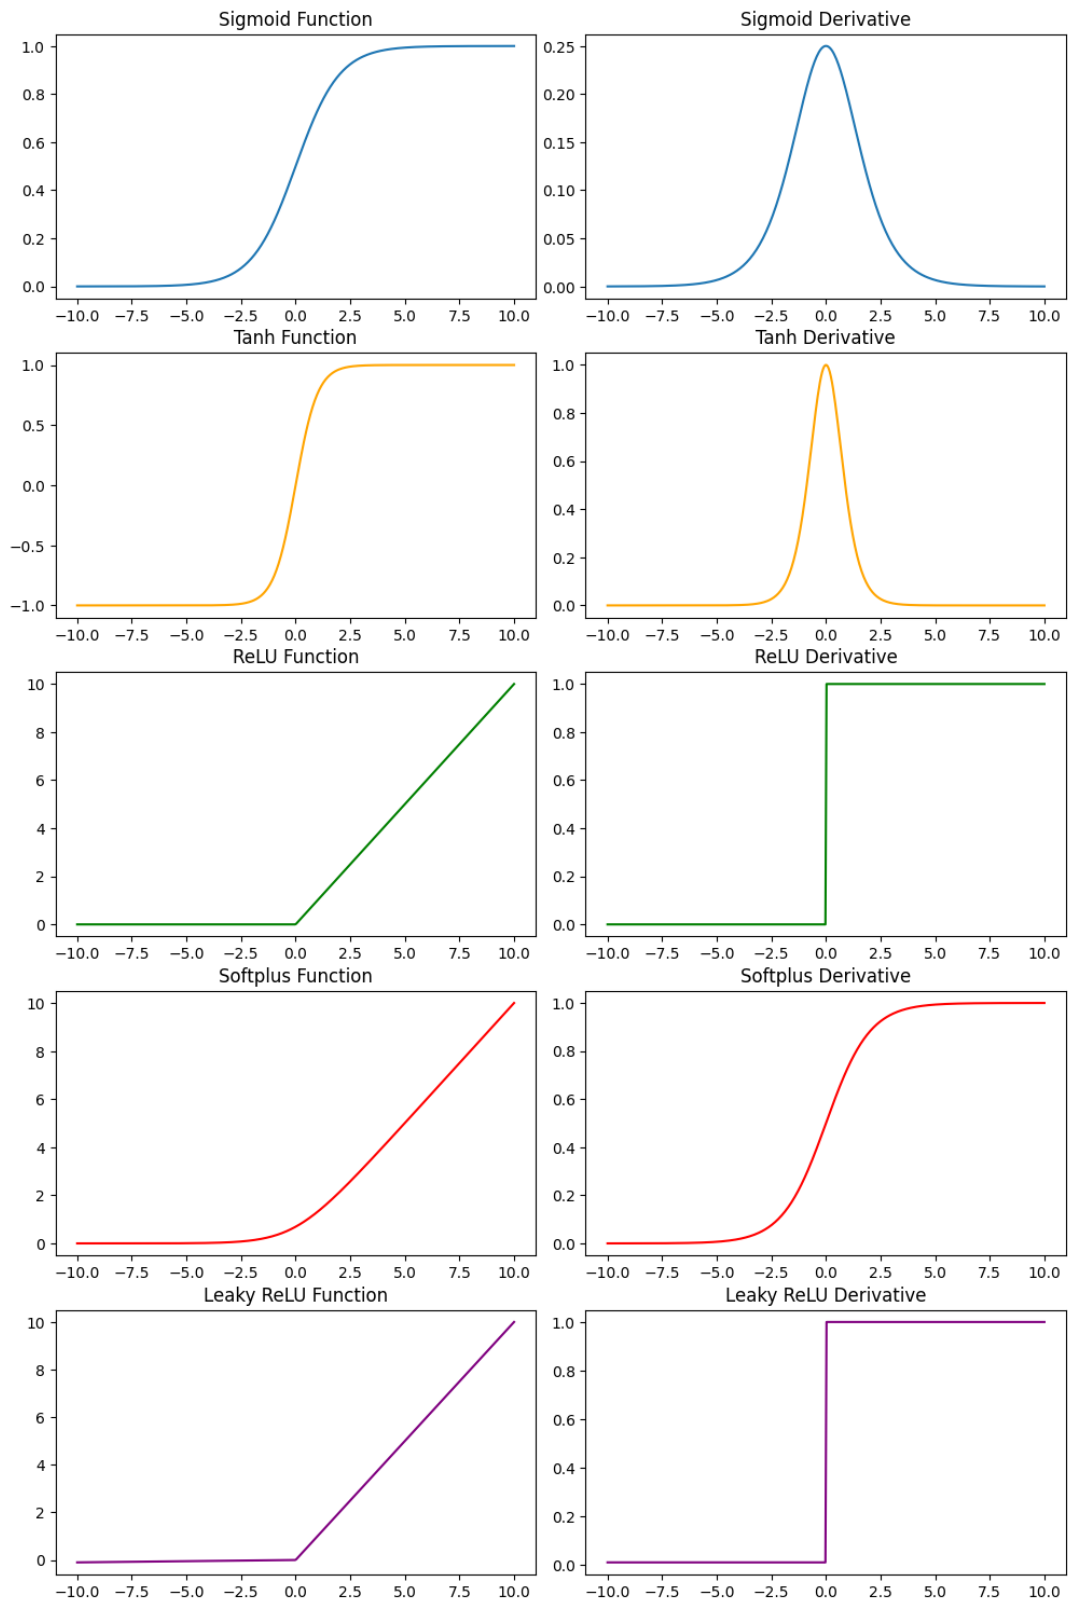 Sigmoid Function
1.0
0.8
0.6
0.4
0.2
0.0
−10.0 −7.5 −5.0 −2.5 0.0 2.5 5.0 7.5 10.0
Sigmoid Derivative
0.25
0.20
0.15
0.10
0.05
0.00
−10.0 −7.5 −5.0 −2.5 0.0 2.5 5.0 7.5 10.0
Tanh Function
1.0
0.5
0.0
−0.5
−1.0
−10.0 −7.5 −5.0 −2.5 0.0 2.5 5.0 7.5 10.0
Tanh Derivative
1.0
0.8
0.6
0.4
0.2
0.0
−10.0 −7.5 −5.0 −2.5 0.0 2.5 5.0 7.5 10.0
ReLU Function
10
8
6
4
2
0
−10.0 −7.5 −5.0 −2.5 0.0 2.5 5.0 7.5 10.0
ReLU Derivative
1.0
0.8
0.6
0.4
0.2
0.0
−10.0 −7.5 −5.0 −2.5 0.0 2.5 5.0 7.5 10.0
Softplus Function
10
8
6
4
2
0
−10.0 −7.5 −5.0 −2.5 0.0 2.5 5.0 7.5 10.0
Softplus Derivative
1.0
0.8
0.6
0.4
0.2
0.0
−10.0 −7.5 −5.0 −2.5 0.0 2.5 5.0 7.5 10.0
Leaky ReLU Function
10
8
6
4
2
0
−10.0 −7.5 −5.0 −2.5 0.0 2.5 5.0 7.5 10.0
Leaky ReLU Derivative
1.0
0.8
0.6
0.4
0.2
0.0
−10.0 −7.5 −5.0 −2.5 0.0 2.5 5.0 7.5 10.0